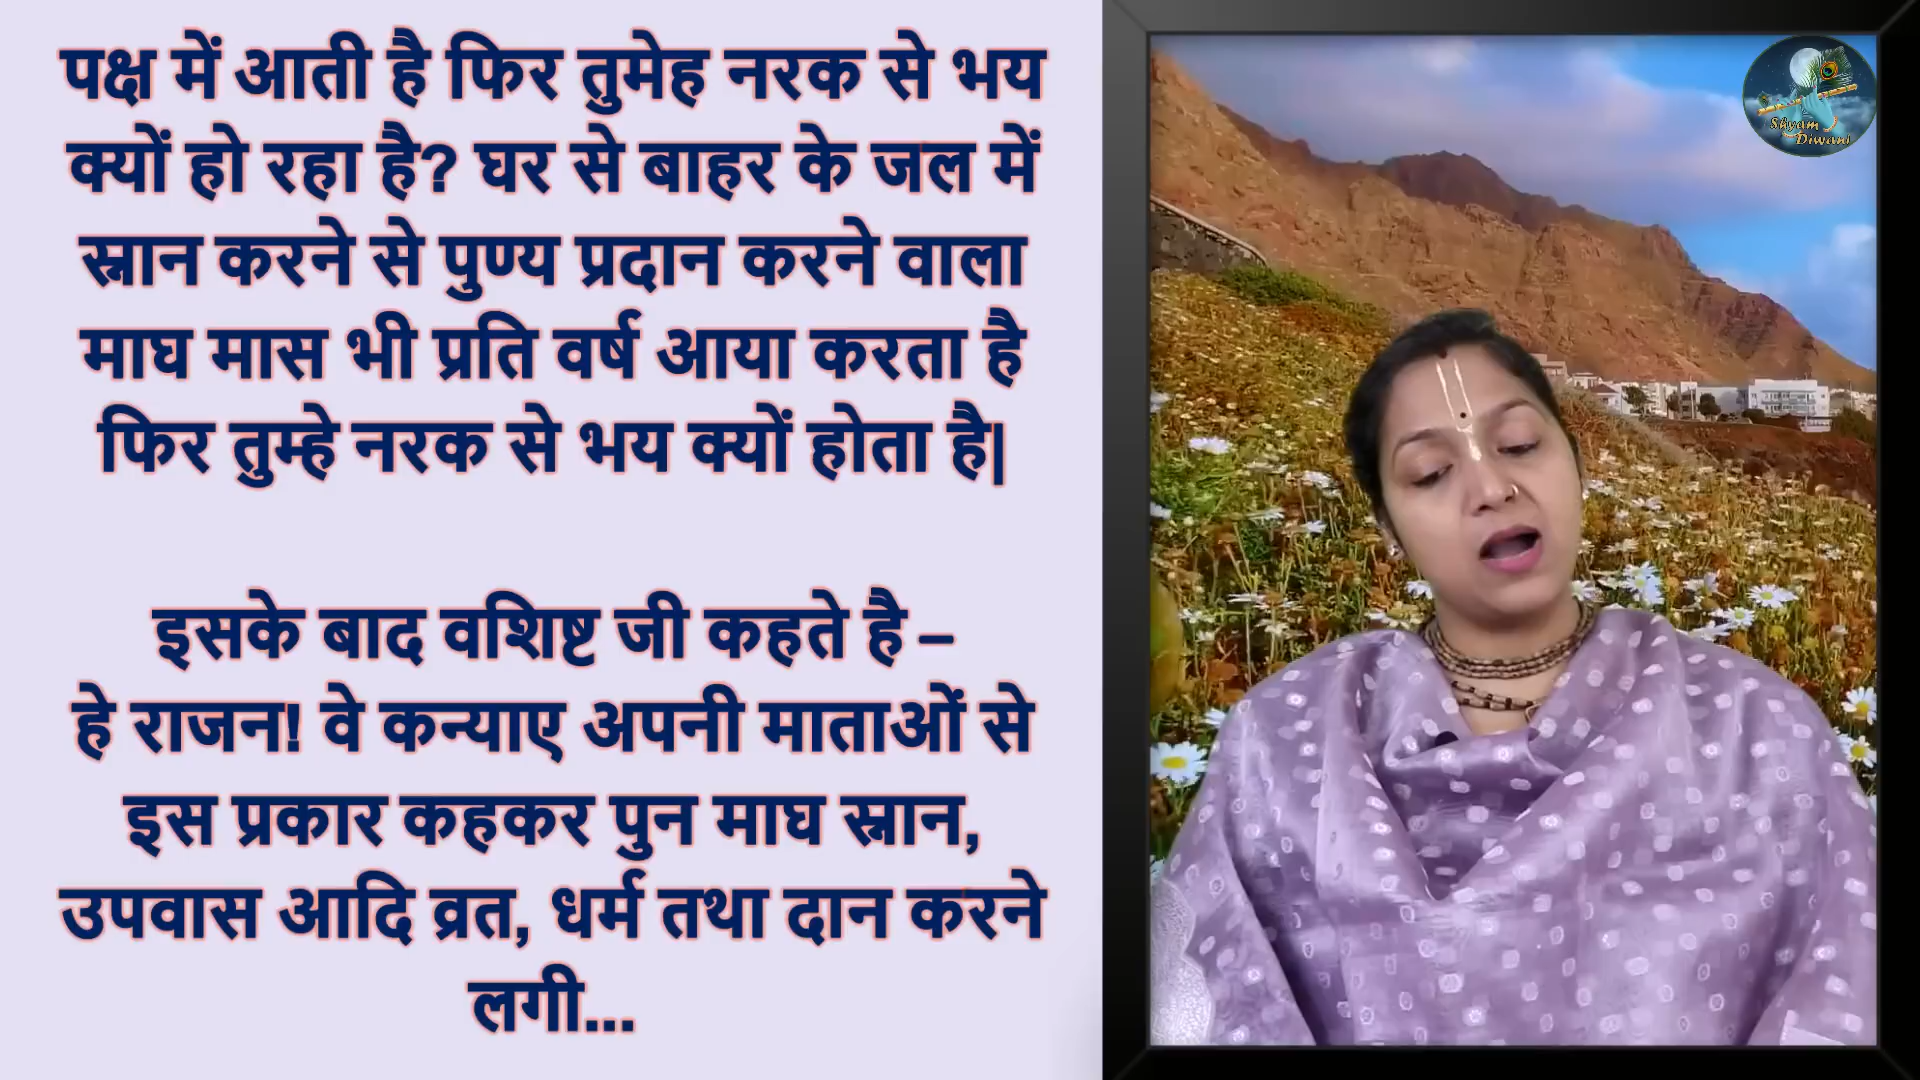 पक्ष में आती है फिर तुमेह नरक से भय
क्यों हो रहा है? घर से बाहर के जल में
स्नान करने से पुण्य प्रदान करने वाला
माघ मास भी प्रति वर्ष आया करता है
फिर तुम्हे नरक से भय क्यों होता है|
इसके बाद वशिष्ट जी कहते है –
हे राजन! वे कन्याए अपनी माताओं से
इस प्रकार कहकर पुन माघ स्नान,
उपवास आदि व्रत, धर्म तथा दान करने
लगी...
Shyam
Diwani